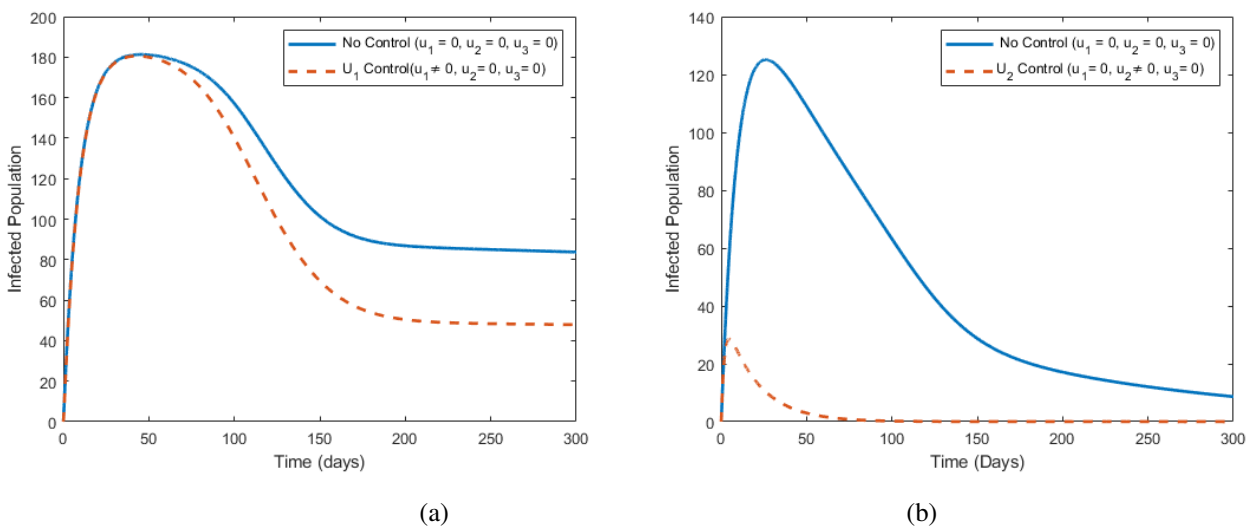 200
180
160
140
120
100
80
60
40
20
0
Infected Population
No Control (u₁ = 0, u₂ = 0, u₃ = 0)
U₁ Control(u₁≠ 0, u₂= 0, u₃= 0)
0 50 100 150 200 250 300
Time (days)
(a)
140
120
100
80
60
40
20
0
Infected Population
No Control (u₁ = 0, u₂ = 0, u₃ = 0)
U₂ Control (u₁= 0, u₂≠ 0, u₃= 0)
0 50 100 150 200 250 300
Time (Days)
(b)